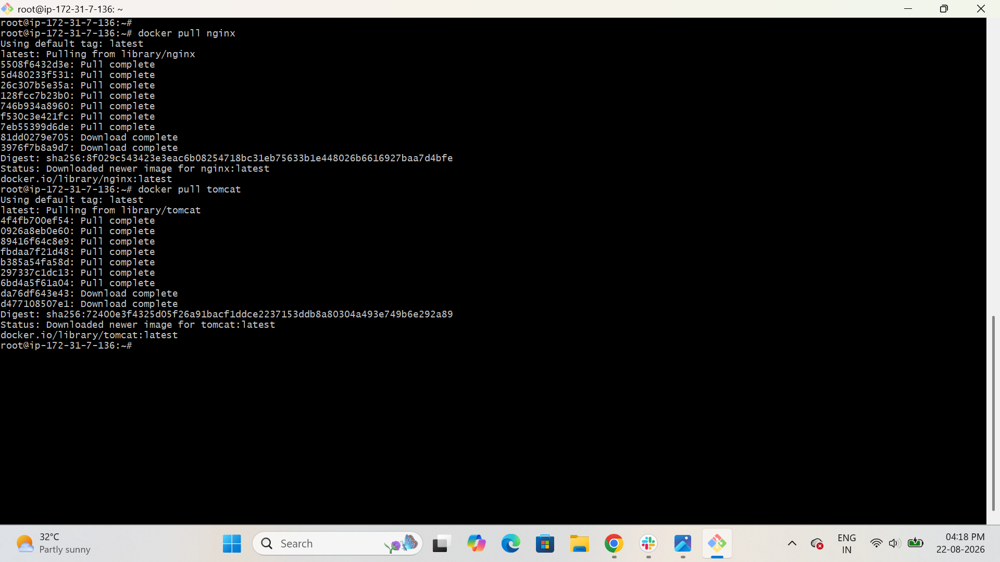 root@ip-172-31-7-136: ~
root@ip-172-31-7-136:~#
root@ip-172-31-7-136:~# docker pull nginx
Using default tag: latest
latest: Pulling from library/nginx
5508f6432d3e: Pull complete
5d480233f531: Pull complete
26c307b5e35a: Pull complete
128fcc7b23b0: Pull complete
746b934a8960: Pull complete
f530c3e421fc: Pull complete
7eb55399d6de: Pull complete
81dd0279e705: Download complete
3976f7b8a9d7: Download complete
Digest: sha256:8f029c543423e3eac6b08254718bc31eb75633b1e448026b6616927baa7d4bfe
Status: Downloaded newer image for nginx:latest
docker.io/library/nginx:latest
root@ip-172-31-7-136:~# docker pull tomcat
Using default tag: latest
latest: Pulling from library/tomcat
4f4fb700ef54: Pull complete
0926a8eb0e60: Pull complete
89416f64c8e9: Pull complete
fbdaa7f21d48: Pull complete
b385a54fa58d: Pull complete
297337c1dc13: Pull complete
6bd4a5f61a04: Pull complete
da76df643e43: Download complete
d477108507e1: Download complete
Digest: sha256:72400e3f4325d05f26a91bacf1ddce2237153ddb8a80304a493e749b6e292a89
Status: Downloaded newer image for tomcat:latest
docker.io/library/tomcat:latest
root@ip-172-31-7-136:~#
32°C
Partly sunny
Search
ENG
IN
04:18 PM
22-08-2026